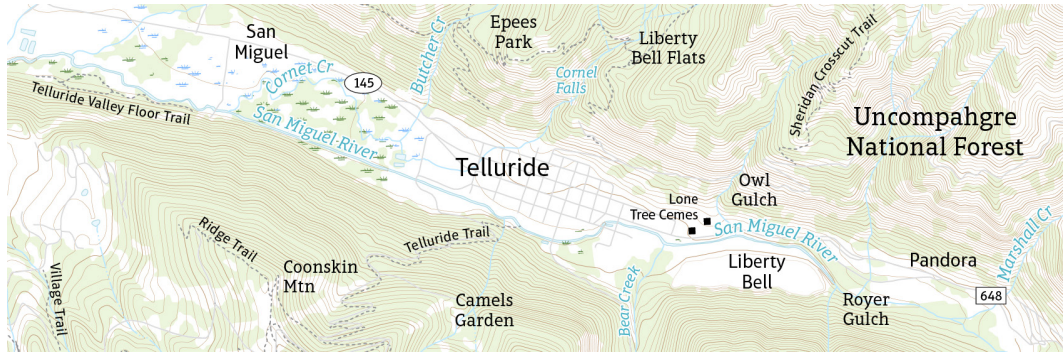 San
Miguel
Epees
Park
Liberty
Bell Flats
Sheridan Crosscut Trail
Cornet Cr
145
Butcher Cr
Cornel
Falls
Telluride Valley Floor Trail
San Miguel River
Uncompahgre
National Forest
Telluride
Owl
Gulch
Lone
Tree Cemes
San Miguel River
Marshall Cr
Ridge Trail
Telluride Trail
Village Trail
Coonskin
Mtn
Camels
Garden
Bear Creek
Liberty
Bell
Pandora
648
Royer
Gulch